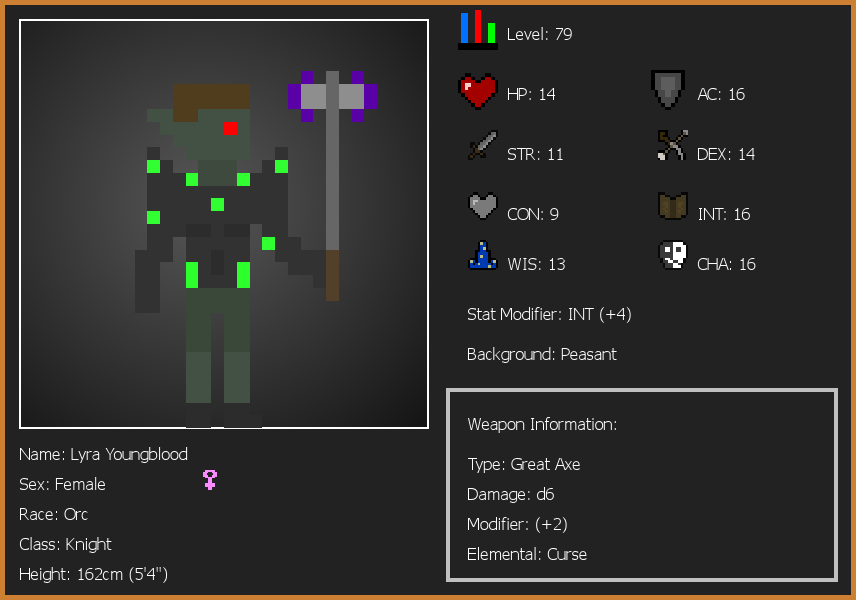 Level: 79
HP: 14
AC: 16
STR: 11
DEX: 14
CON: 9
INT: 16
WIS: 13
CHA: 16
Stat Modifier: INT (+4)
Background: Peasant
Weapon Information:
Type: Great Axe
Damage: d6
Modifier: (+2)
Elemental: Curse
Name: Lyra Youngblood
Sex: Female
Race: Orc
Class: Knight
Height: 162cm (5'4")